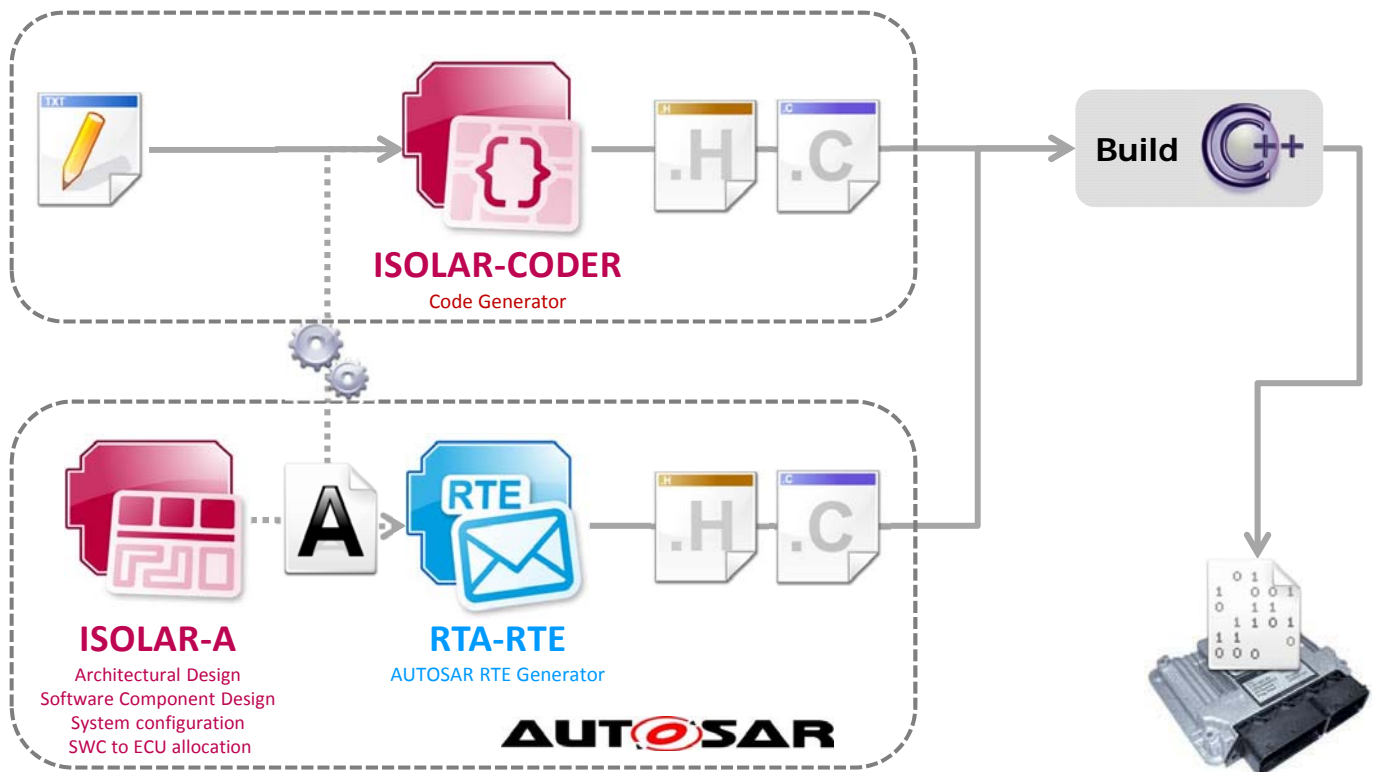 TXT
.H
.C
.H
.C
Build C++
{}
ISOLAR-CODER
Code Generator
A
RTE
.H
.C
.H
.C
ISOLAR-A
RTA-RTE
Architectural Design
AUTOSAR RTE Generator
Software Component Design
System configuration
SWC to ECU allocation
AUTOSAR
0 1
1 0 0 1
0 1 1
1 1 0 1
1 1 0
0 0 0